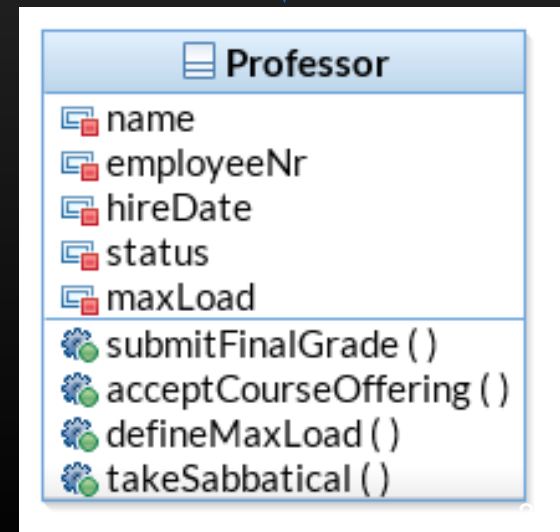 Professor
name
employeeNr
hireDate
status
maxLoad
submitFinalGrade ( )
acceptCourseOffering ( )
defineMaxLoad ( )
takeSabbatical ( )